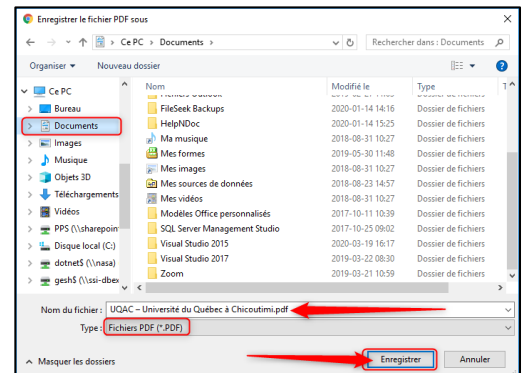 Enregistrer le fichier PDF sous
Ce PC > Documents >
Rechercher dans : Documents
Organiser
Nouveau dossier
Nom Modifié le Type
Ce PC
Bureau
Documents
Images
Musique
Objets 3D
Téléchargements
Vidéos
PPS (\\sharepoin
Disque local (C:)
dotnet$ (\\nasa)
gesh$ (\\ssi-dbex
FileSeek Backups 2020-01-14 14:16 Dossier de fichiers
HelpNDoc 2020-01-14 15:25 Dossier de fichiers
Ma musique 2018-08-31 10:27 Dossier de fichiers
Mes formes 2019-05-30 11:48 Dossier de fichiers
Mes images 2018-08-31 10:27 Dossier de fichiers
Mes sources de données 2018-08-23 14:57 Dossier de fichiers
Mes vidéos 2018-08-31 10:27 Dossier de fichiers
Modèles Office personnalisés 2017-10-11 10:39 Dossier de fichiers
SQL Server Management Studio 2017-10-25 09:02 Dossier de fichiers
Visual Studio 2015 2020-03-19 16:17 Dossier de fichiers
Visual Studio 2017 2019-03-22 08:30 Dossier de fichiers
Zoom 2019-03-21 10:59 Dossier de fichiers
Nom du fichier : UQAC – Université du Québec à Chicoutimi.pdf
Type : Fichiers PDF (*.PDF)
Masquer les dossiers
Enregistrer
Annuler